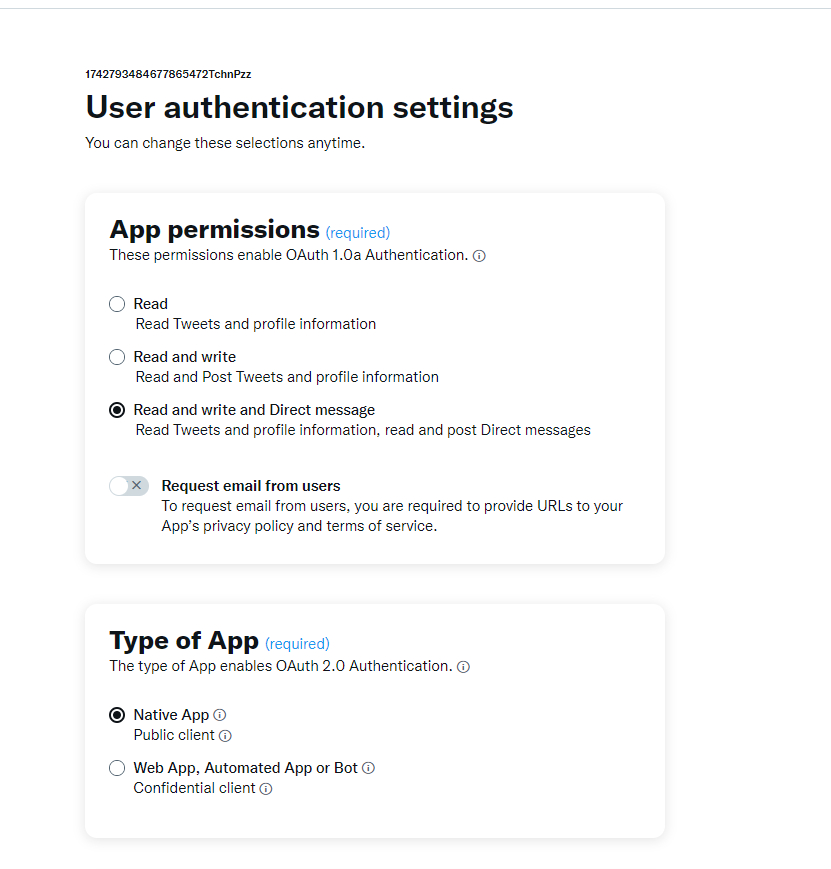 1742793484677865472TchnPzz
User authentication settings
You can change these selections anytime.
App permissions (required)
These permissions enable OAuth 1.0a Authentication.
Read
Read Tweets and profile information
Read and write
Read and Post Tweets and profile information
Read and write and Direct message
Read Tweets and profile information, read and post Direct messages
Request email from users
To request email from users, you are required to provide URLs to your
App’s privacy policy and terms of service.
Type of App (required)
The type of App enables OAuth 2.0 Authentication.
Native App
Public client
Web App, Automated App or Bot
Confidential client